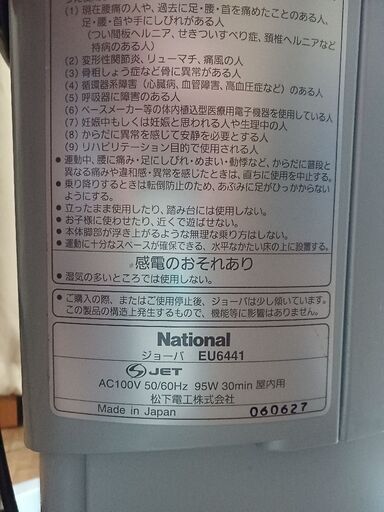 (1) 現在腰痛の人や、過去に足・腰・首を痛めたことのある人、
足・腰・首や手にしびれがある人
(つい間板ヘルニア、せきついすべり症、頚椎ヘルニアなど
持病のある人)
(2) 変形性関節炎、リューマチ、痛風の人
(3) 骨粗しょう症など骨に異常がある人
(4) 循環器系障害(心臓病、血管障害、高血圧症など)のある人
(5) 呼吸器に障害のある人
(6) ペースメーカー等の体内植込型医療用電子機器を使用している人
(7) 妊娠中もしくは妊娠と思われる人や生理中の人
(8) からだに異常を感じて安静を必要とする人
(9) リハビリテーション目的で使用される人
● 運動中、腰に痛み・足にしびれ・めまい・動悸など、からだに普段と
異なる痛みや違和感・異常を感じたときは、直ちに使用を中止する。
● 乗り降りするときは転倒防止のため、あぶみに足がひっかからない
ようにする。
● 立ったまま使用したり、踏み台には使用しない。
● お子様に使わせたり、近くで遊ばせない。
● 本体脚部が浮き上がるような無理な乗り方はしない。
● 運動に十分なスペースが確保できる、水平なかたい床の上に設置する。
感電のおそれあり
● 湿気の多いところでは使用しない。
● ご購入の際、またはご使用停止後、ジョーバは少し傾いています。
この製品の構造上発生するもので、機能等に影響はありません。
National
ジョーバ EU6441
JET
AC100V 50/60Hz 95W 30min 屋内用
松下電工株式会社
Made in Japan 060627